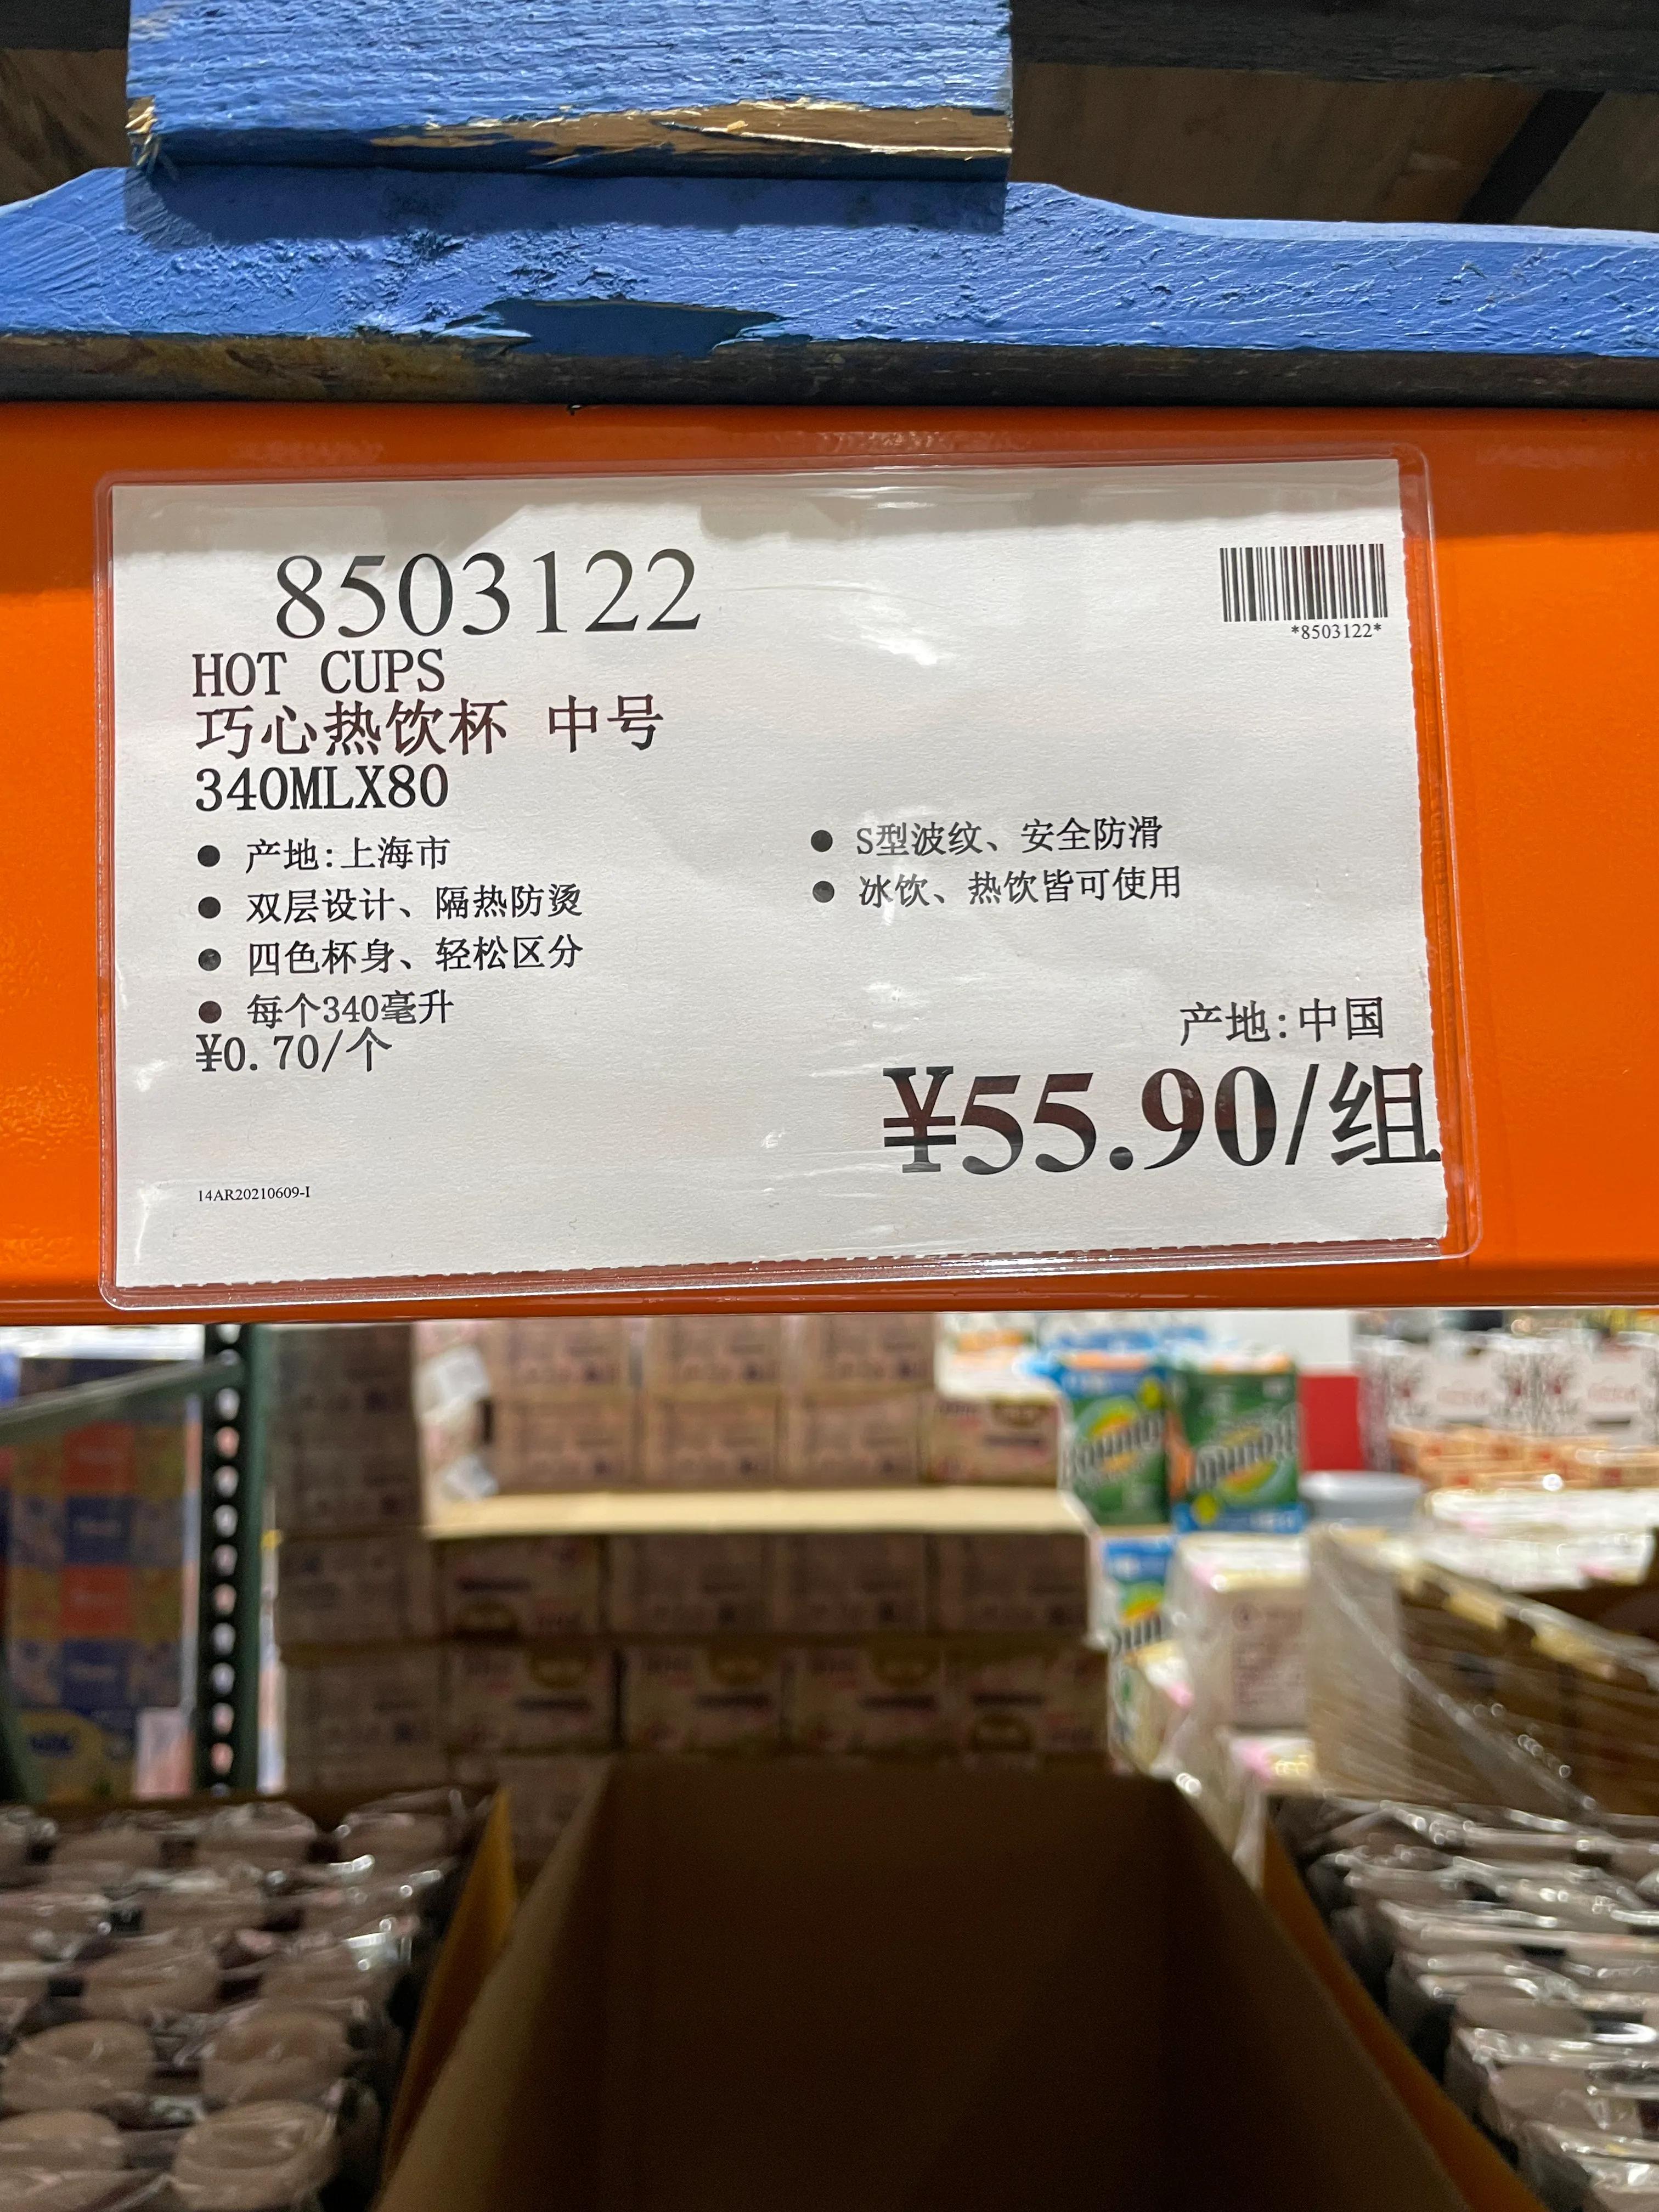 8503122
*8503122*
HOT CUPS
巧心热饮杯 中号
340MLX80
● 产地:上海市
● 双层设计、隔热防烫
● 四色杯身、轻松区分
● 每个340毫升
● S型波纹、安全防滑
● 冰饮、热饮皆可使用
¥0.70/个
产地:中国
¥55.90/组
14AR20210609-I
Bounty
Bounty